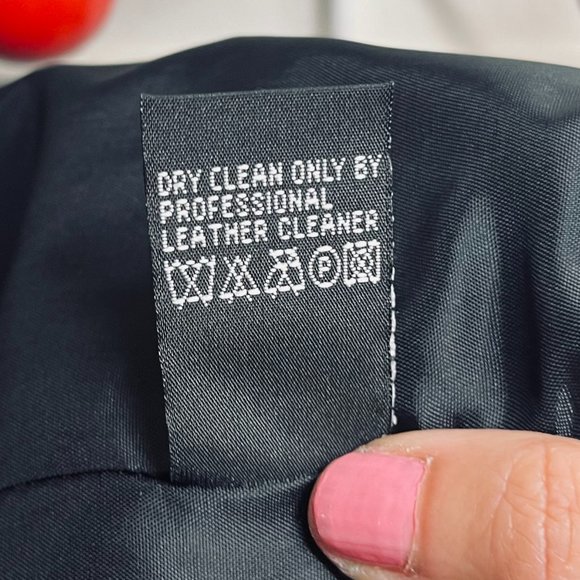 DRY CLEAN ONLY BY
PROFESSIONAL
LEATHER CLEANER
P